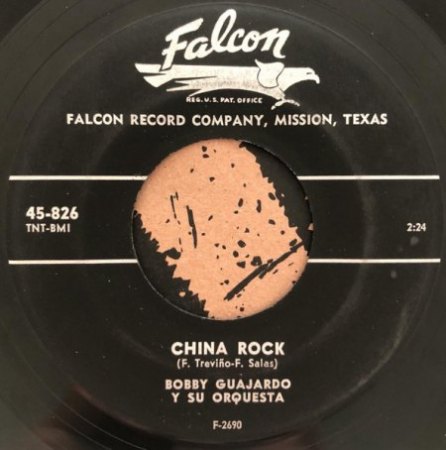 Falcon
REG. U. S. PAT. OFFICE
FALCON RECORD COMPANY, MISSION, TEXAS
45-826
TNT-BMI
2:24
CHINA ROCK
(F. Treviño-F. Salas)
BOBBY GUAJARDO
Y SU ORQUESTA
F-2690